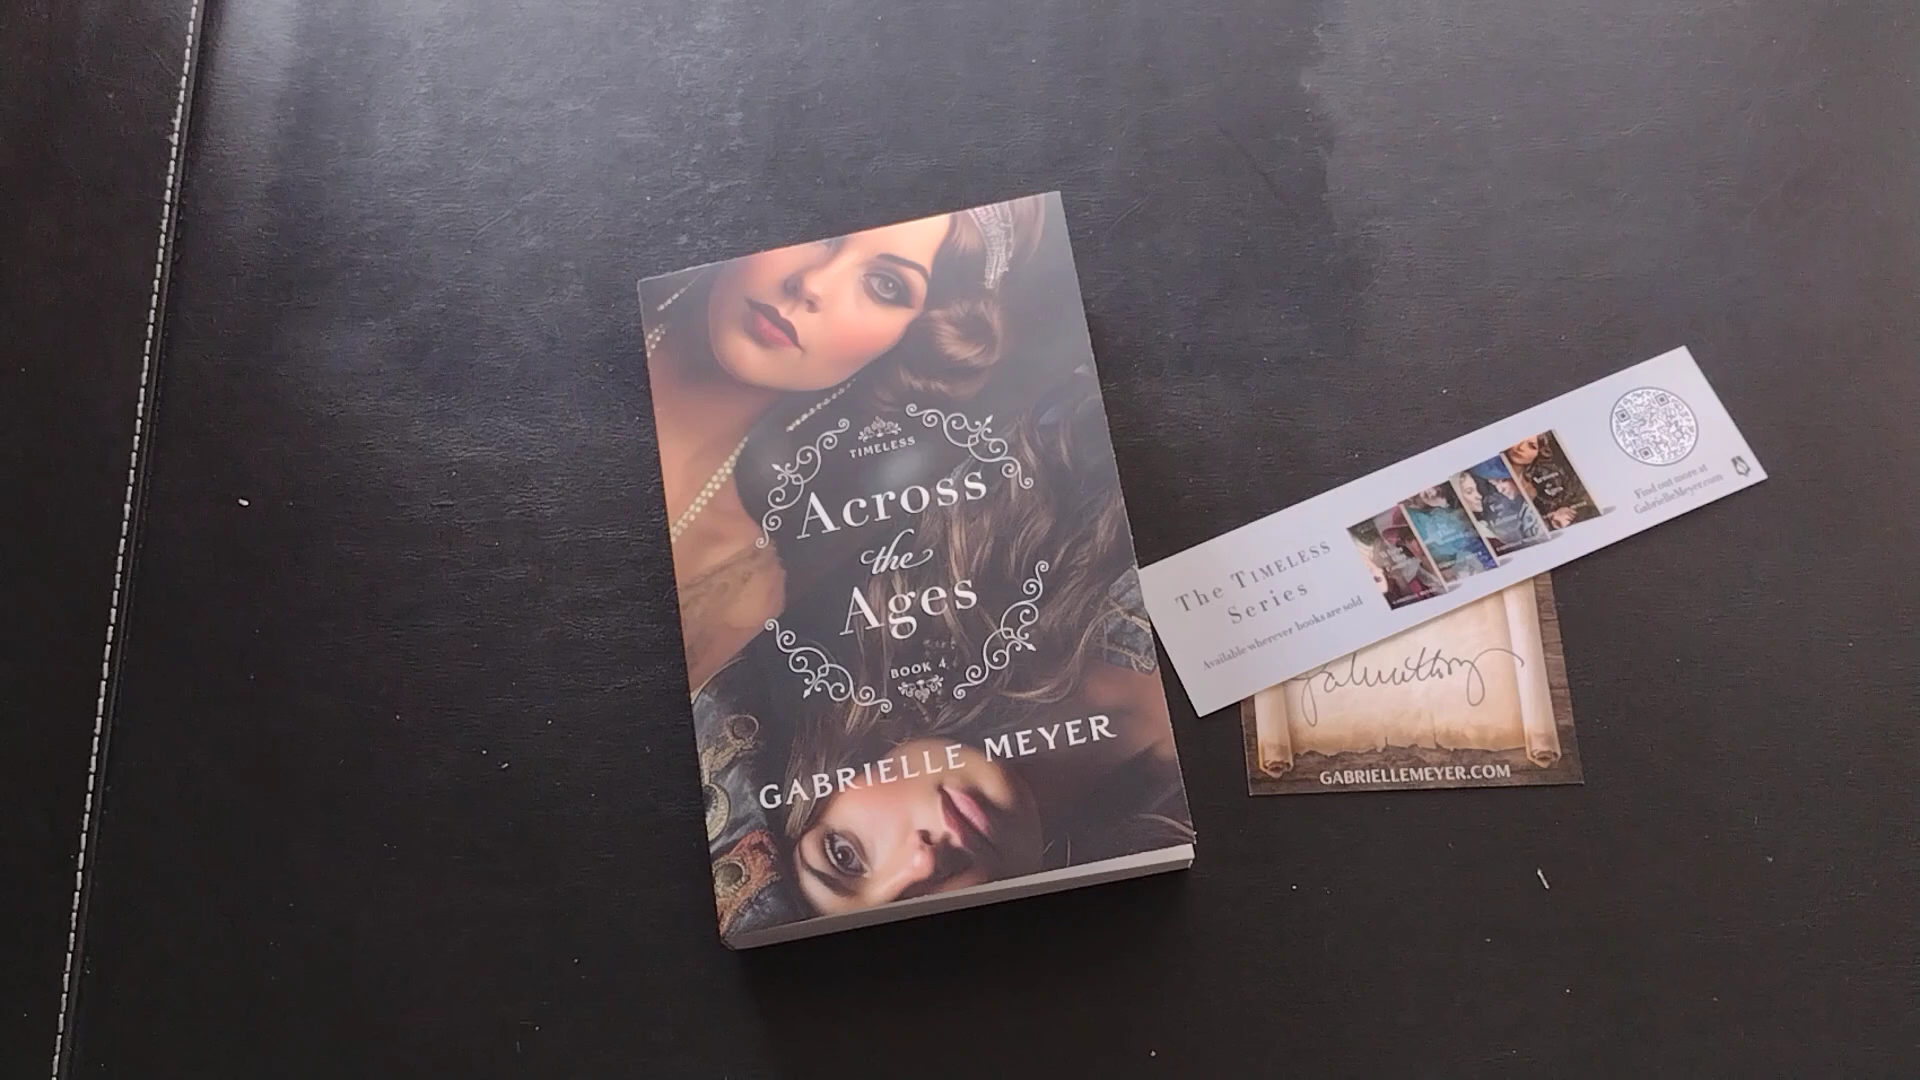 TIMELESS
Across
the
Ages
BOOK 4
GABRIELLE MEYER
The TIMELESS
Series
Available wherever books are sold
Find out more at
GabrielleMeyer.com
GABRIELLEMEYER.COM